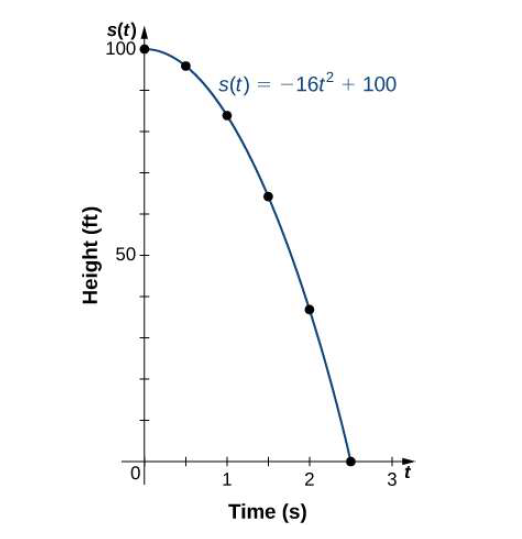 s(t)
100
s(t) = −16t² + 100
Height (ft)
50
0
1
2
3
t
Time (s)